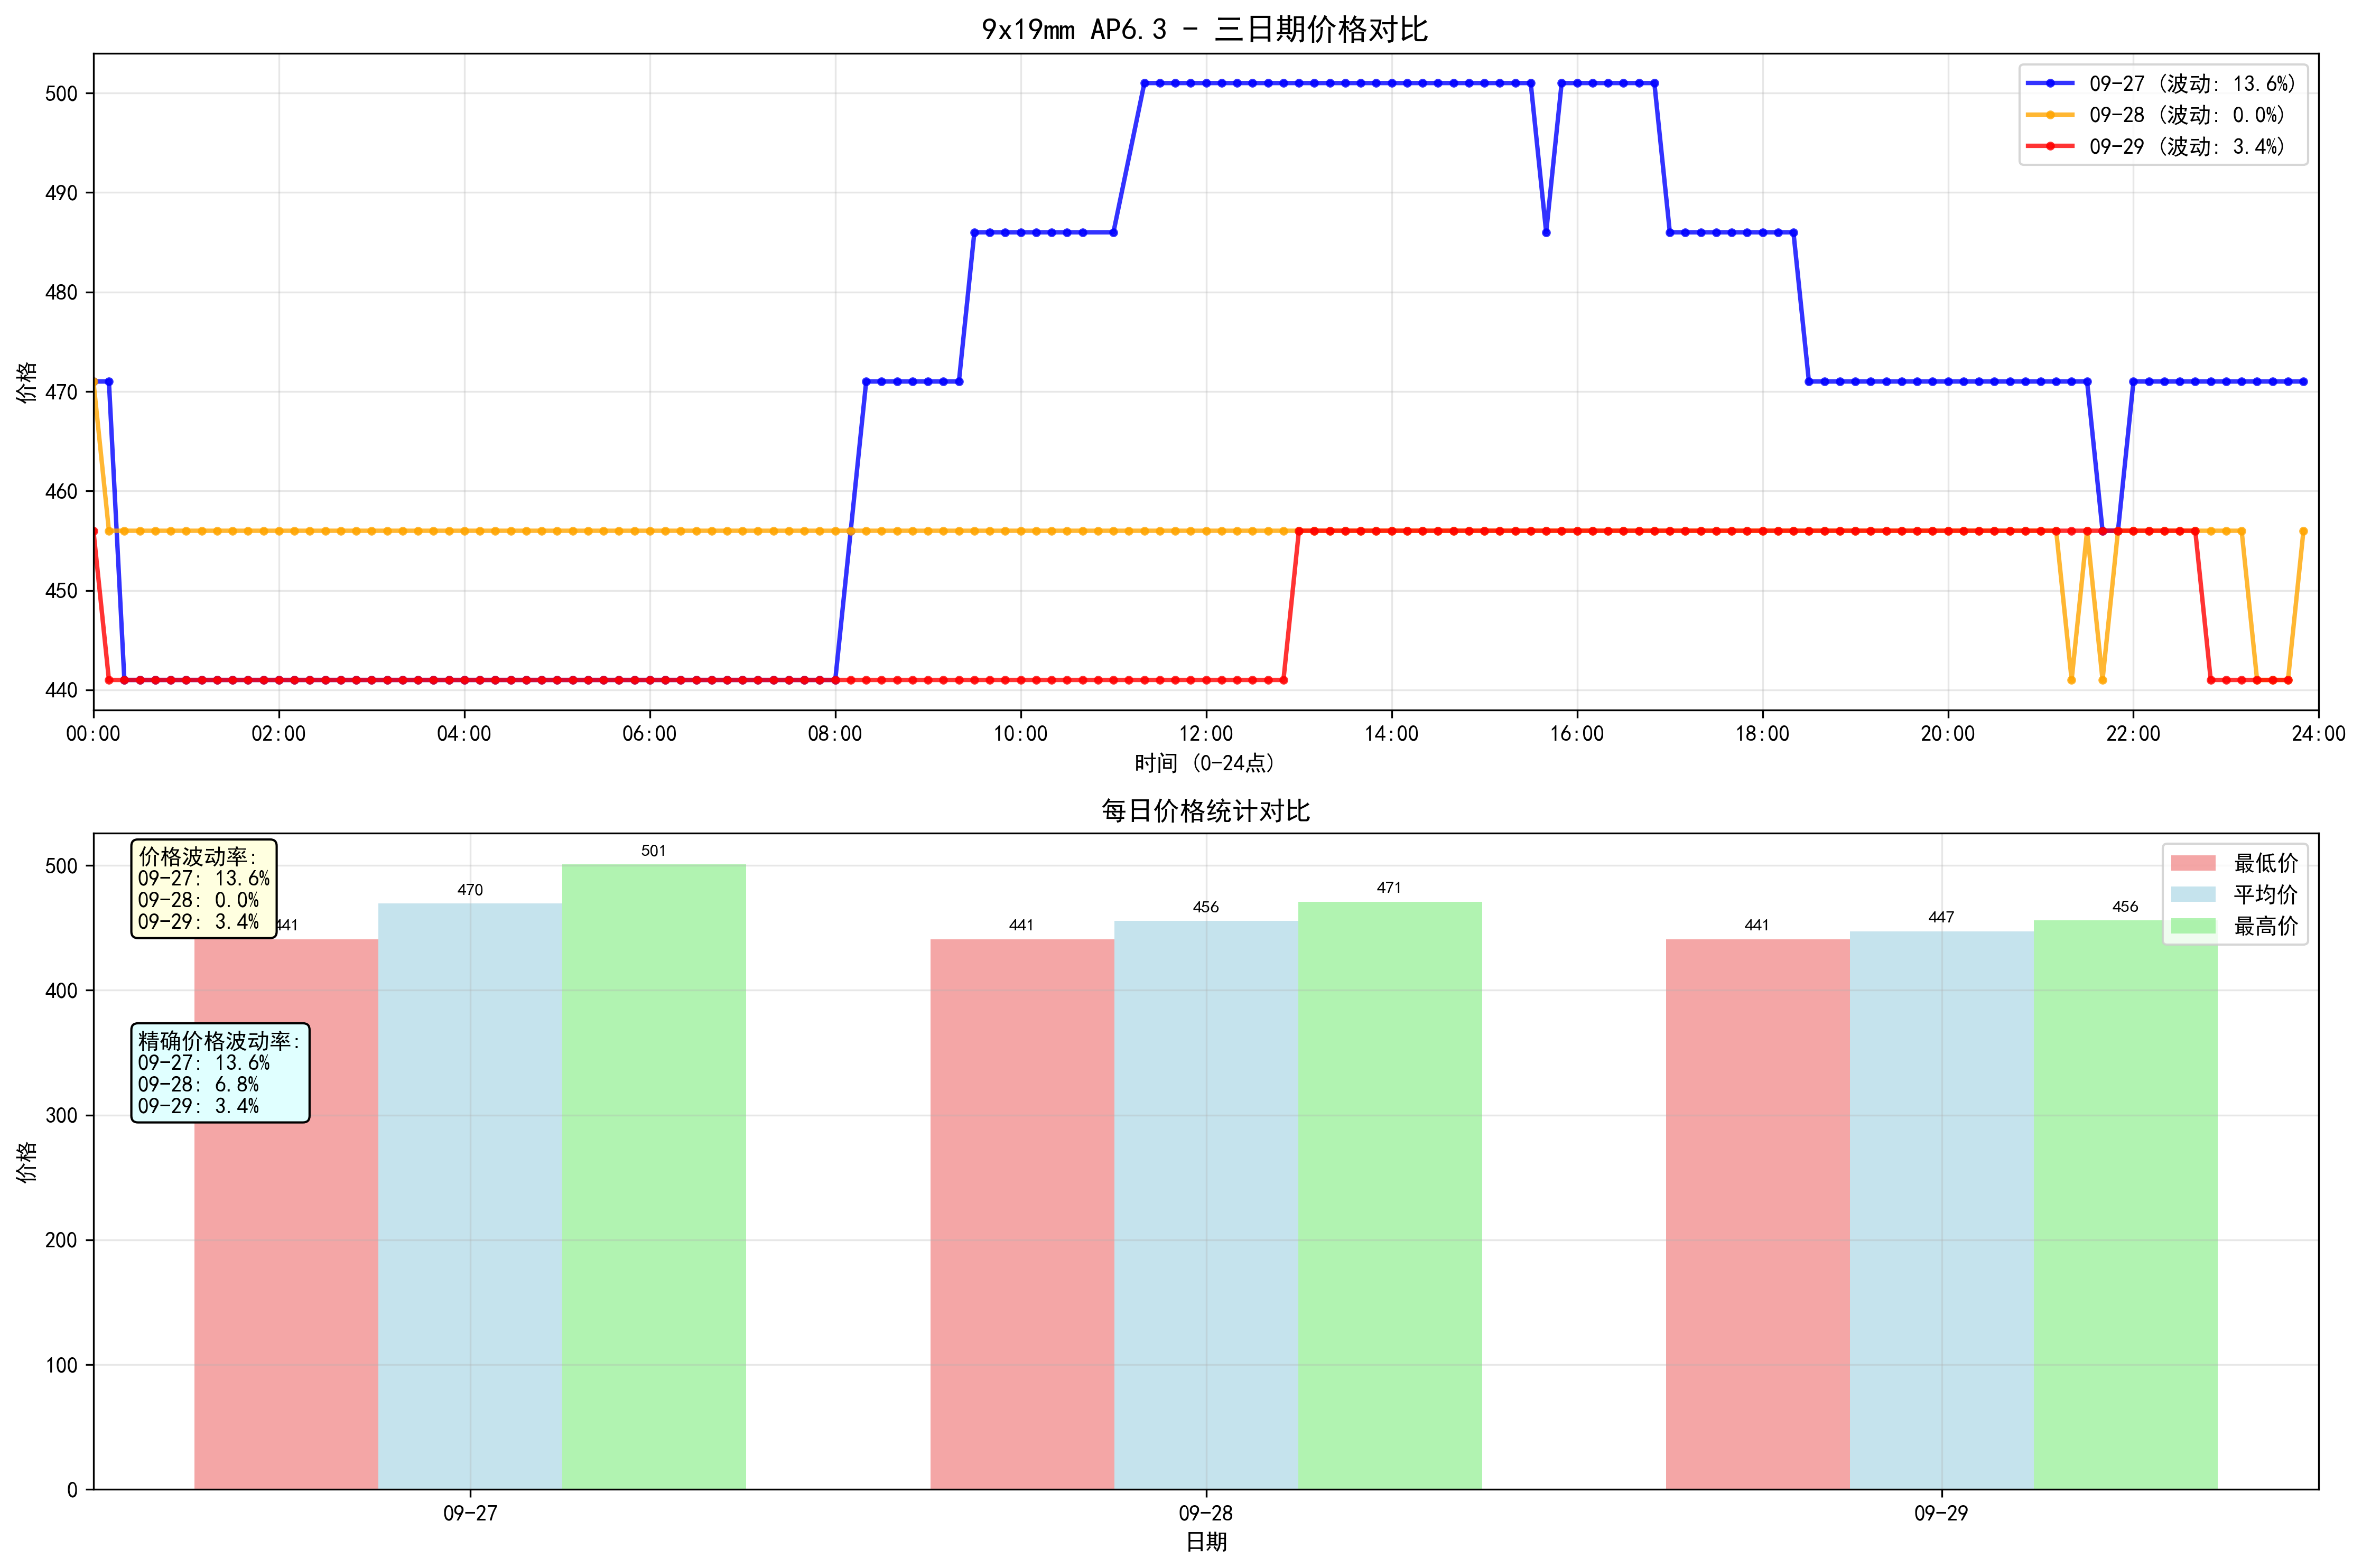 9x19mm AP6.3 - 三日期价格对比
价格
500
490
480
470
460
450
440
09-27 (波动: 13.6%)
09-28 (波动: 0.0%)
09-29 (波动: 3.4%)
00:00 02:00 04:00 06:00 08:00 10:00 12:00 14:00 16:00 18:00 20:00 22:00 24:00
时间 (0-24点)
每日价格统计对比
价格
500
400
300
200
100
0
价格波动率:
09-27: 13.6%
09-28: 0.0%
09-29: 3.4%
精确价格波动率:
09-27: 13.6%
09-28: 6.8%
09-29: 3.4%
441 470 501
441 456 471
441 447 456
最低价
平均价
最高价
09-27 09-28 09-29
日期